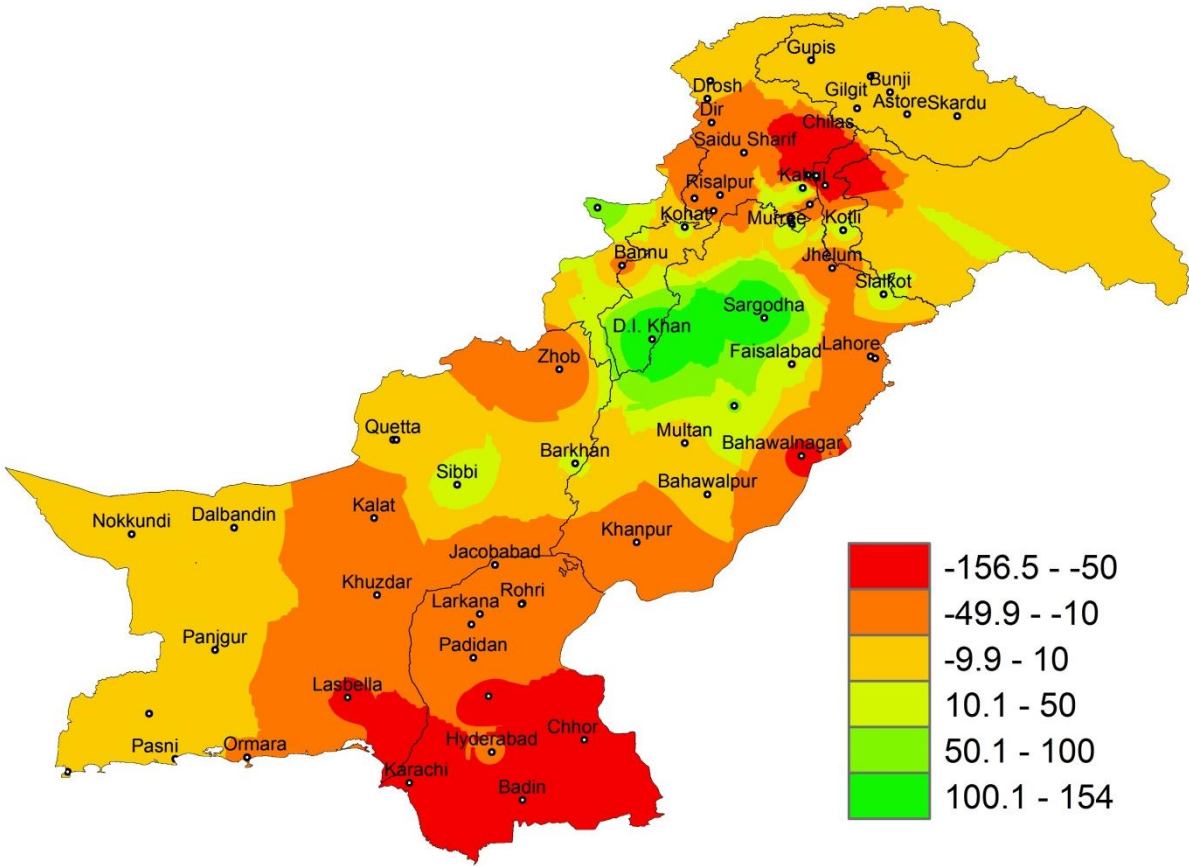 Gupis
Bunji
Drosh
Gilgit
Astore
Skardu
Dir
Chilas
Saidu Sharif
Kakul
Risalpur
Kohat
Murree
Kotli
Bannu
Jhelum
Sialkot
Sargodha
D.I. Khan
Lahore
Zhob
Faisalabad
Quetta
Multan
Bahawalnagar
Barkhan
Sibbi
Bahawalpur
Kalat
Dalbandin
Nokkundi
Khanpur
Jacobabad
-156.5 - -50
Khuzdar
Rohri
Larkana
-49.9 - -10
Panjgur
Padidan
-9.9 - 10
Lasbella
10.1 - 50
Chhor
Pasni
Ormara
Hyderabad
50.1 - 100
Karachi
Badin
100.1 - 154